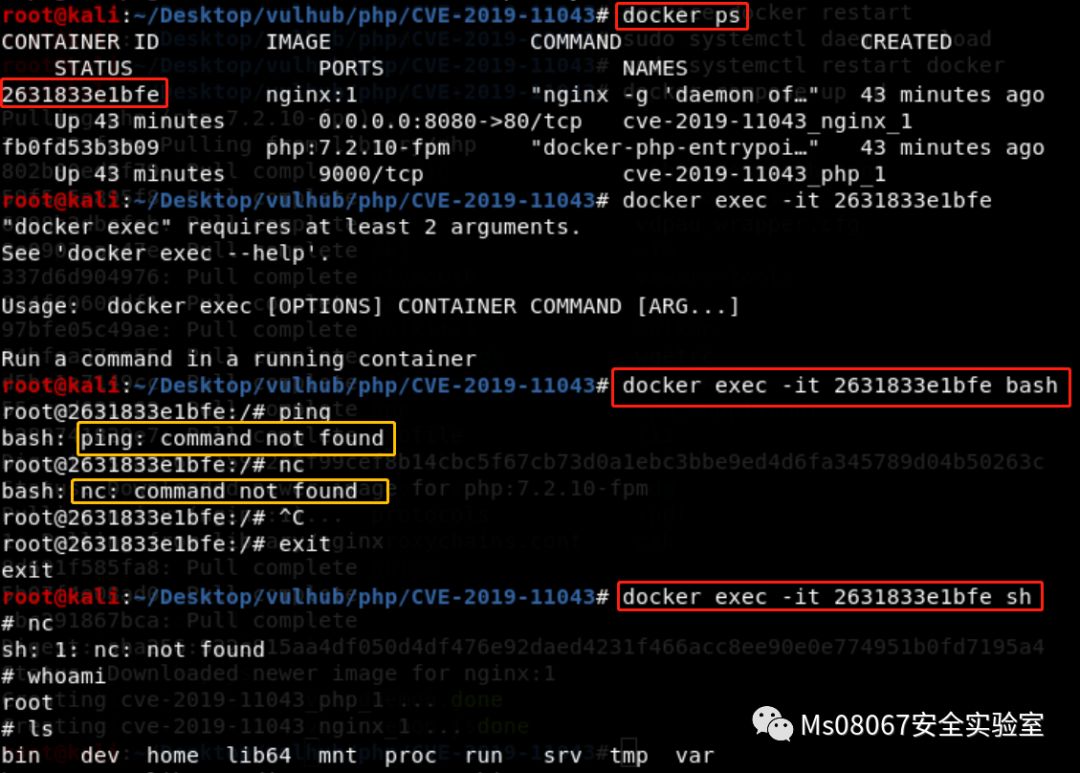 root@kali:~/Desktop/vulhub/php/CVE-2019-11043# docker ps
CONTAINER ID IMAGE COMMAND CREATED
STATUS PORTS NAMES
2631833e1bfe nginx:1 "nginx -g 'daemon of…" 43 minutes ago
Up 43 minutes 0.0.0.0:8080->80/tcp cve-2019-11043_nginx_1
fb0fd53b3b09 php:7.2.10-fpm "docker-php-entrypoi…" 43 minutes ago
Up 43 minutes 9000/tcp cve-2019-11043_php_1
root@kali:~/Desktop/vulhub/php/CVE-2019-11043# docker exec -it 2631833e1bfe
"docker exec" requires at least 2 arguments.
See 'docker exec --help'.
Usage: docker exec [OPTIONS] CONTAINER COMMAND [ARG...]
Run a command in a running container
root@kali:~/Desktop/vulhub/php/CVE-2019-11043# docker exec -it 2631833e1bfe bash
root@2631833e1bfe:/# ping
bash: ping: command not found
root@2631833e1bfe:/# nc
bash: nc: command not found
root@2631833e1bfe:/# ^C
root@2631833e1bfe:/# exit
exit
root@kali:~/Desktop/vulhub/php/CVE-2019-11043# docker exec -it 2631833e1bfe sh
# nc
sh: 1: nc: not found
# whoami
root
# ls
bin dev home lib64 mnt proc run srv tmp var
Ms08067安全实验室